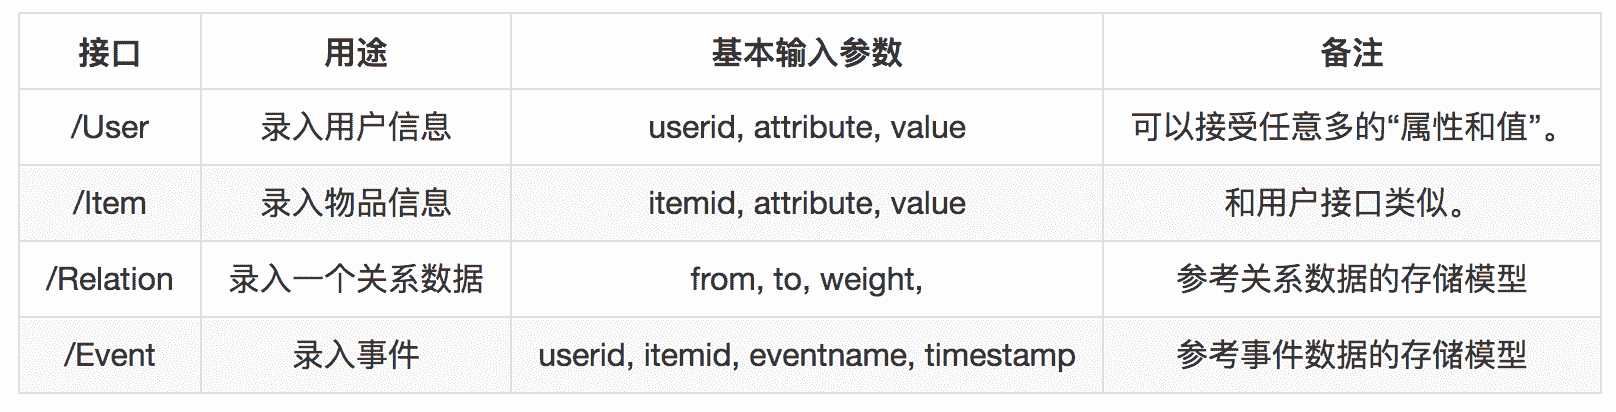 接口 用途 基本输入参数 备注
/User 录入用户信息 userid, attribute, value 可以接受任意多的“属性和值”。
/Item 录入物品信息 itemid, attribute, value 和用户接口类似。
/Relation 录入一个关系数据 from, to, weight, 参考关系数据的存储模型
/Event 录入事件 userid, itemid, eventname, timestamp 参考事件数据的存储模型